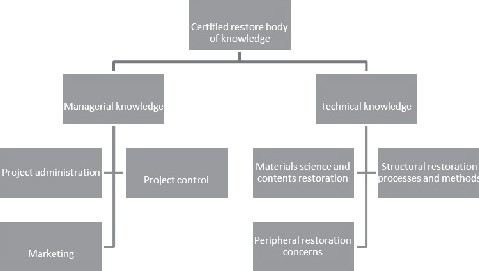 Certified restore body
of knowledge
Managerial knowledge
Technical knowledge
Project administration
Project control
Materials science and
contents restoration
Structural restoration
processes and methods
Marketing
Peripheral restoration
concerns